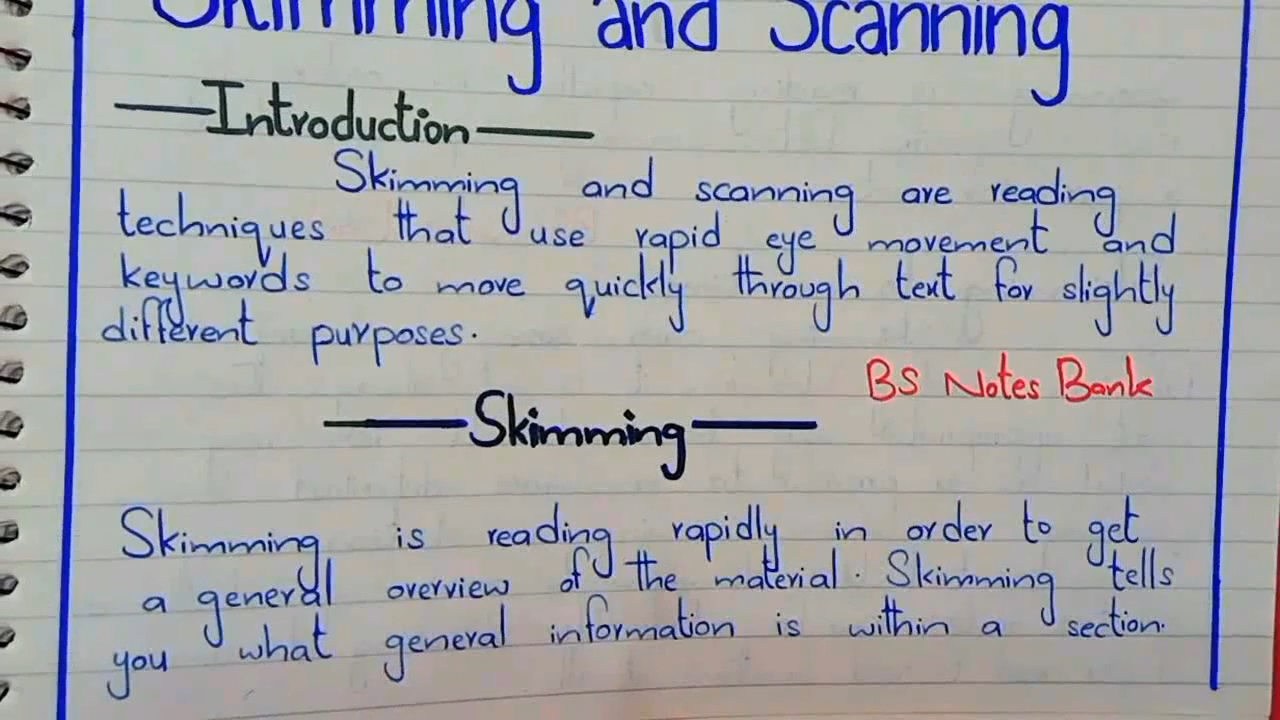 Skimming and Scanning
Introduction
Skimming and scanning are reading
techniques that use rapid eye movement and
keywords to move quickly through text for slightly
different purposes.
BS Notes Bank
Skimming
Skimming is reading rapidly in order to get
a general overview of the material. Skimming tells
you what general information is within a section.